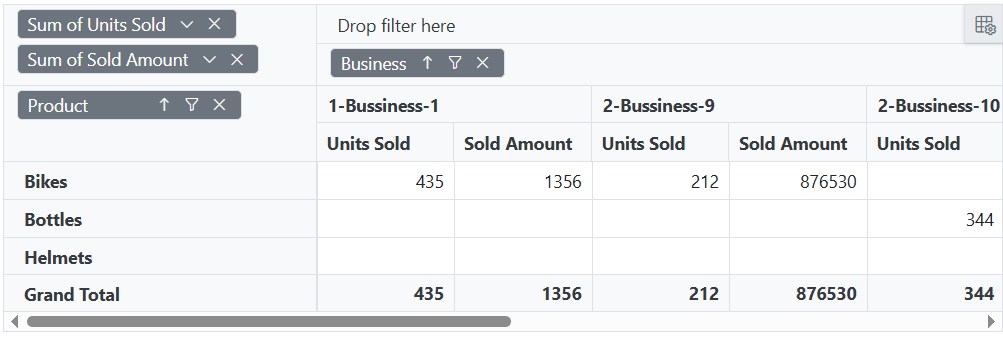 Sum of Units Sold
Drop filter here
Sum of Sold Amount
Business
Product
1-Bussiness-1 2-Bussiness-9 2-Bussiness-10
Units Sold Sold Amount Units Sold Sold Amount Units Sold
Bikes 435 1356 212 876530
Bottles 344
Helmets
Grand Total 435 1356 212 876530 344